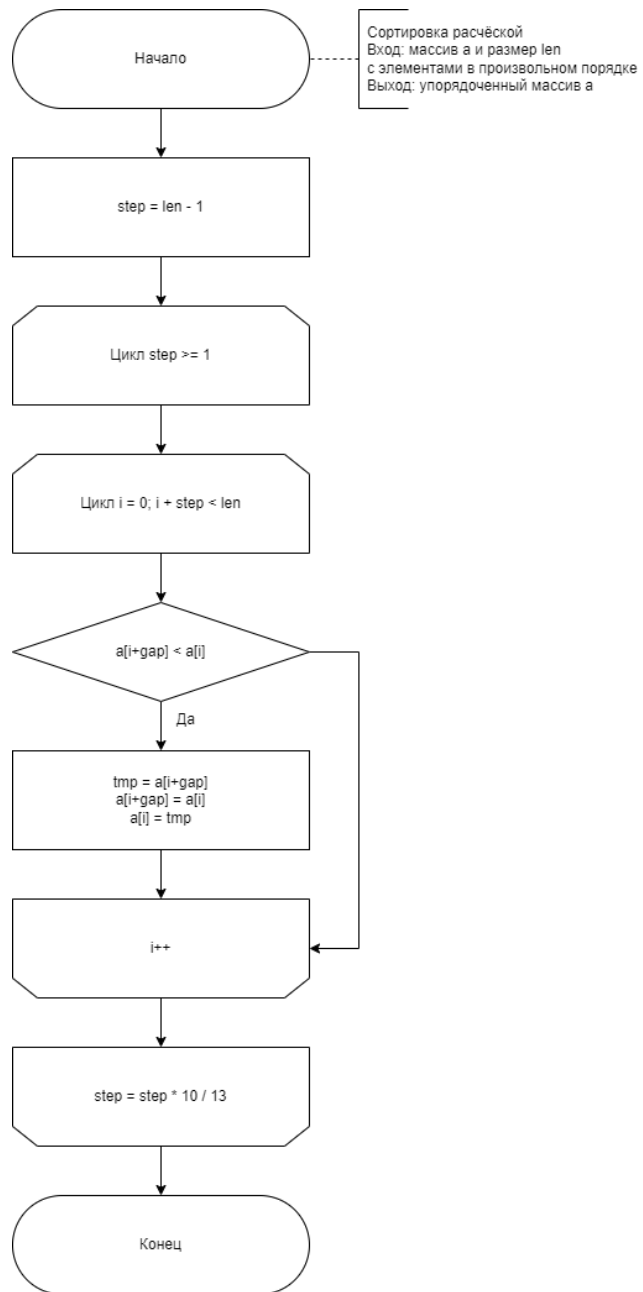 Начало
Сортировка расчёской
Вход: массив a и размер len
с элементами в произвольном порядке
Выход: упорядоченный массив a
step = len - 1
Цикл step >= 1
Цикл i = 0; i + step < len
a[i+gap] < a[i]
Да
tmp = a[i+gap]
a[i+gap] = a[i]
a[i] = tmp
i++
step = step * 10 / 13
Конец